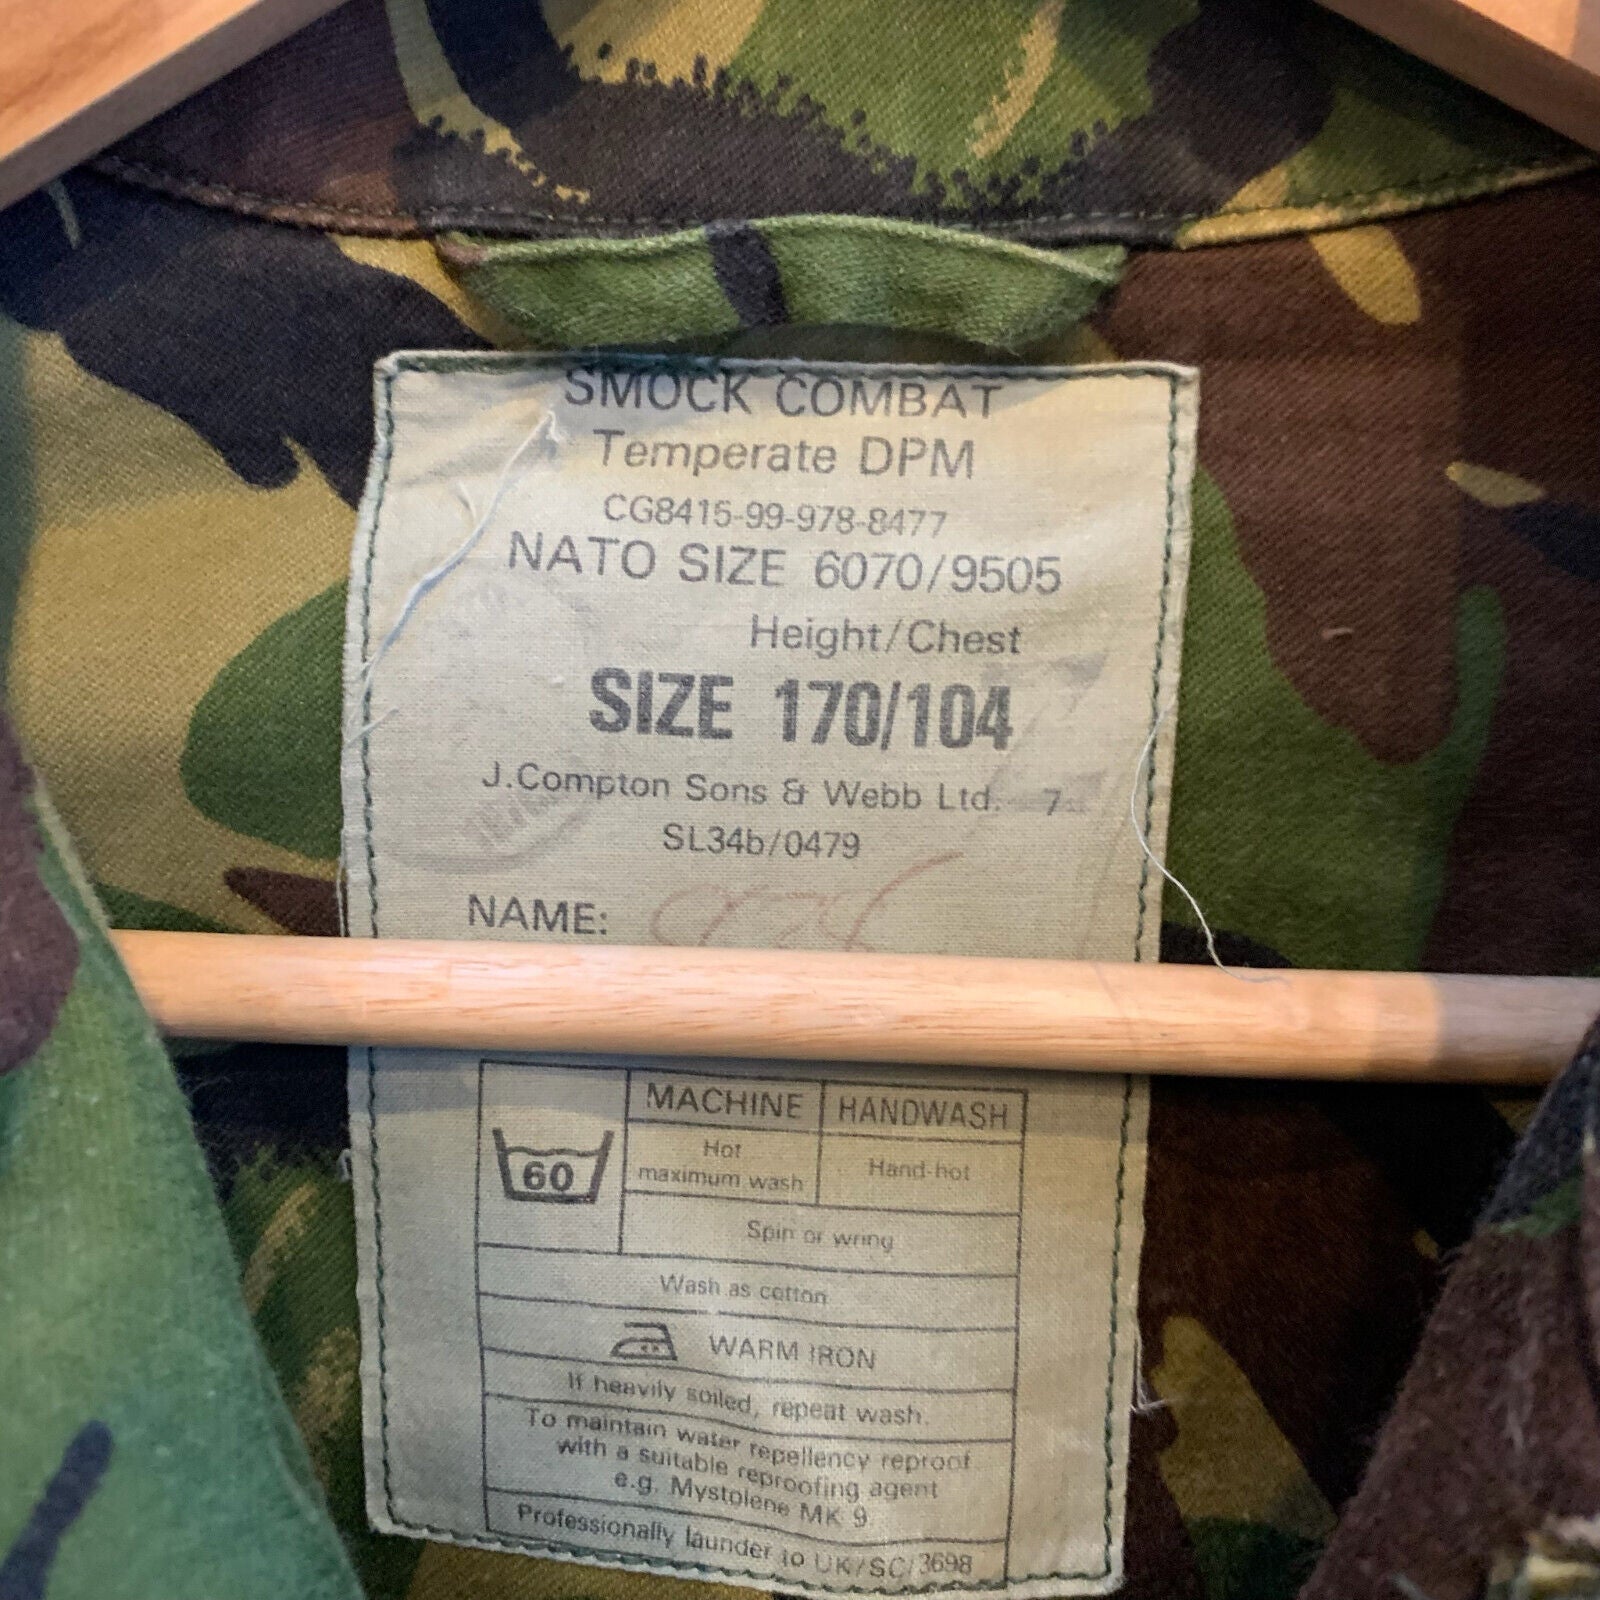 SMOCK COMBAT
Temperate DPM
CG8415-99-978-8477
NATO SIZE 6070/9505
Height/Chest
SIZE 170/104
J.Compton Sons & Webb Ltd. 7
SL34b/0479
NAME:
MACHINE HANDWASH
60
Hot
maximum wash
Hand-hot
Spin or wring
Wash as cotton
WARM IRON
If heavily soiled, repeat wash.
To maintain water repellency reproof
with a suitable reproofing agent
e.g. Mystolene MK 9
Professionally launder to UK/SC/3698